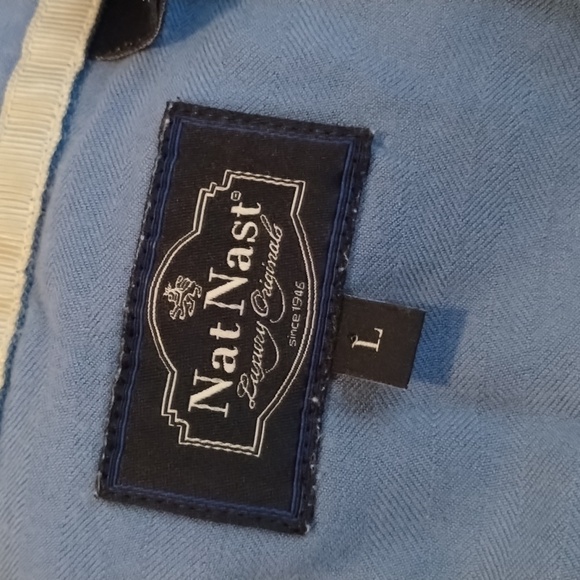 Nat Nast®
Luxury Originals
since 1946
L